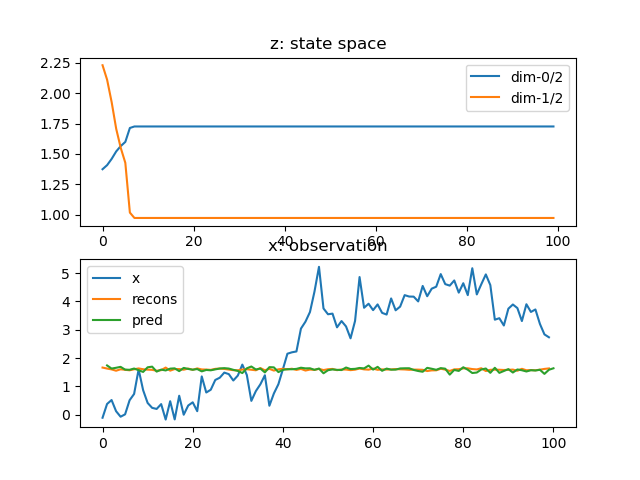 z: state space
2.25
2.00
1.75
1.50
1.25
1.00
dim-0/2
dim-1/2
0 20 40 60 80 100
x: observation
5
4
3
2
1
0
x
recons
pred
0 20 40 60 80 100